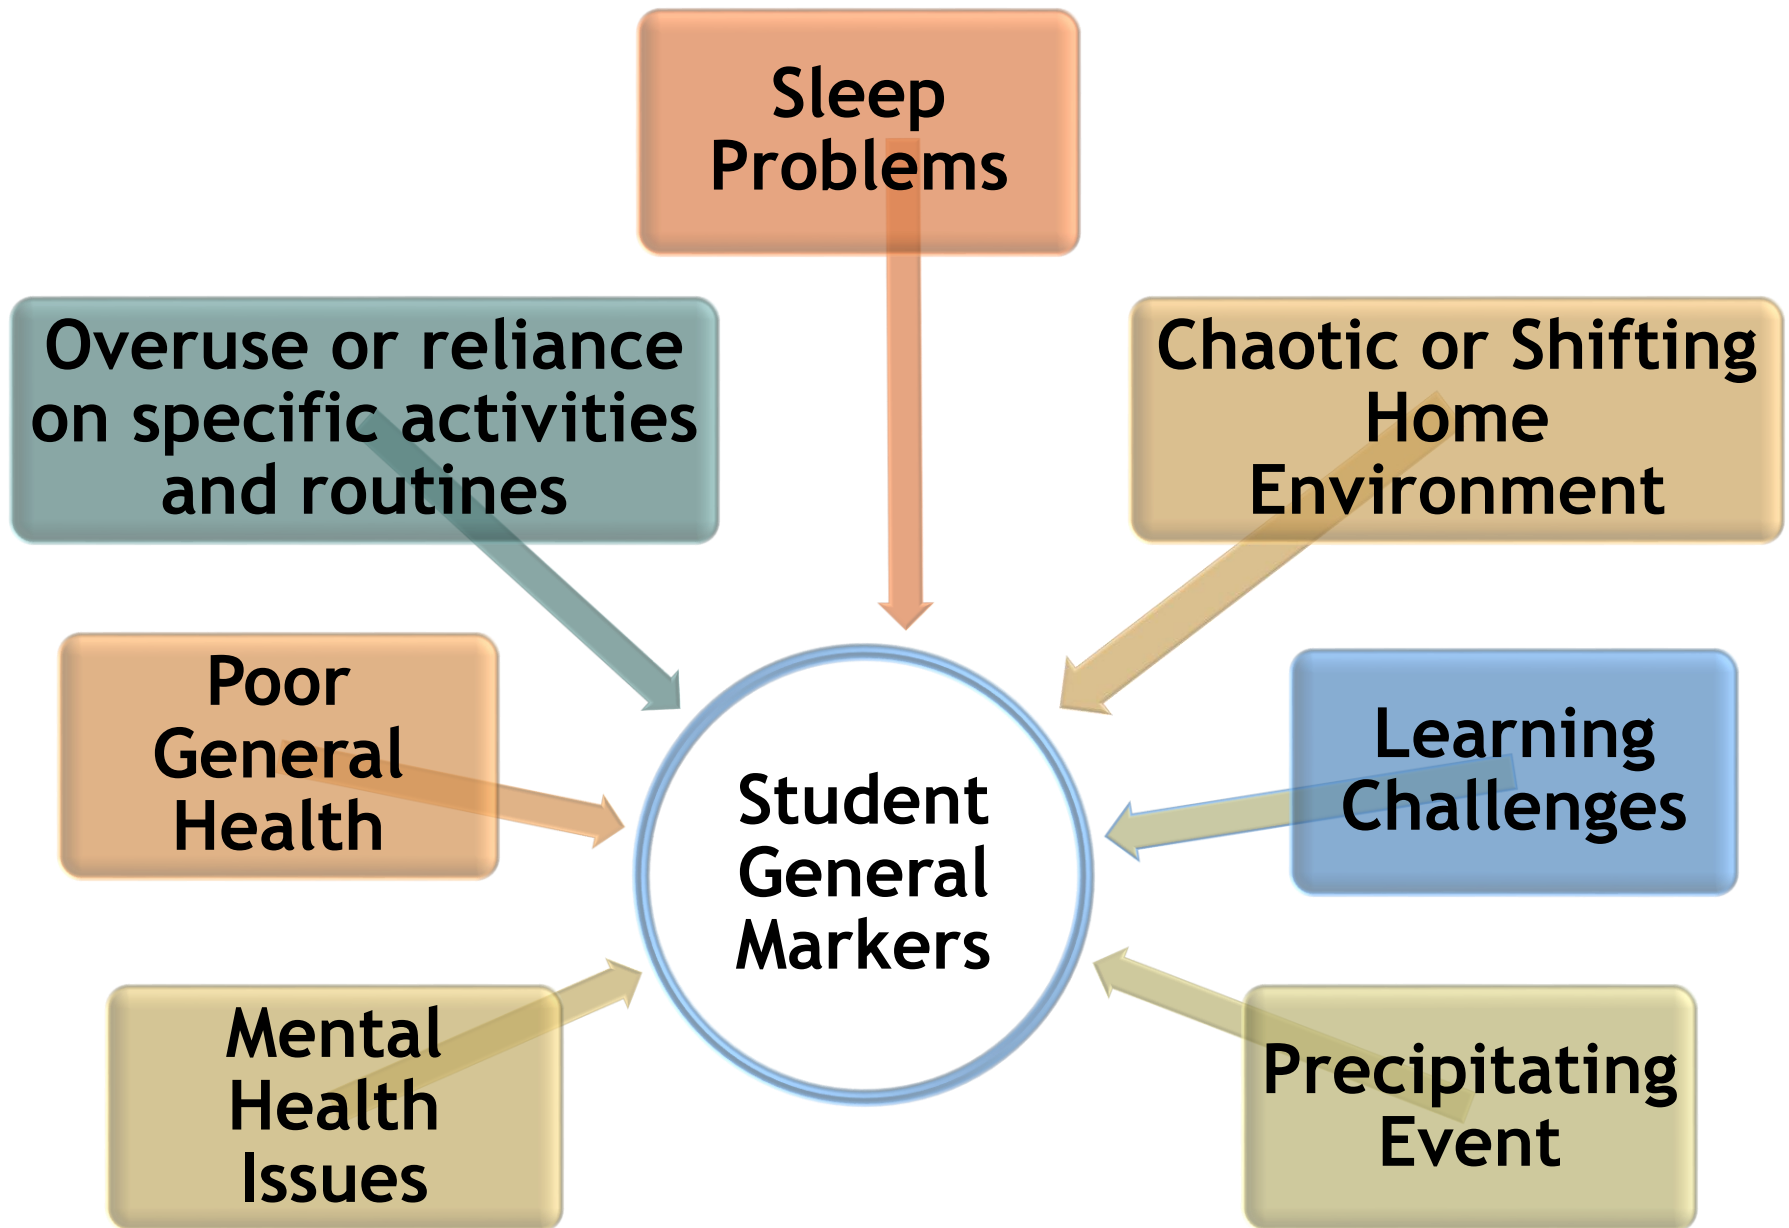 Sleep
Problems
Overuse or reliance
on specific activities
and routines
Chaotic or Shifting
Home
Environment
Poor
General
Health
Learning
Challenges
Student
General
Markers
Mental
Health
Issues
Precipitating
Event